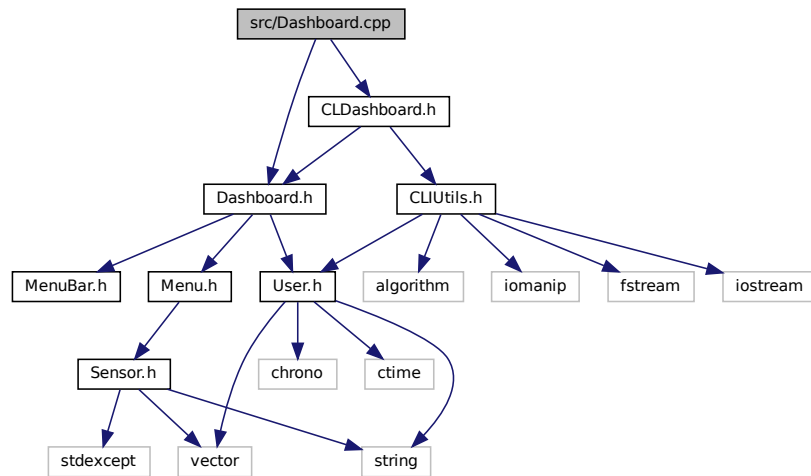 src/Dashboard.cpp
CLDashboard.h
Dashboard.h
CLIUtils.h
MenuBar.h
Menu.h
User.h
algorithm
iomanip
fstream
iostream
Sensor.h
chrono
ctime
stdexcept
vector
string